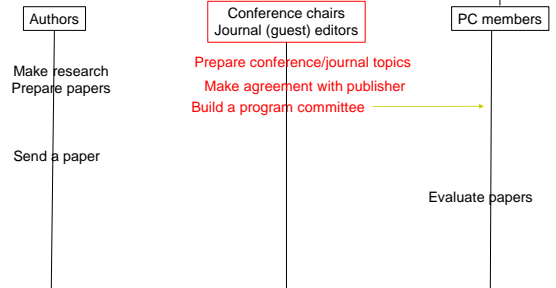 Authors
Conference chairs
Journal (guest) editors
PC members
Prepare conference/journal topics
Make research
Prepare papers
Make agreement with publisher
Build a program committee
Send a paper
Evaluate papers